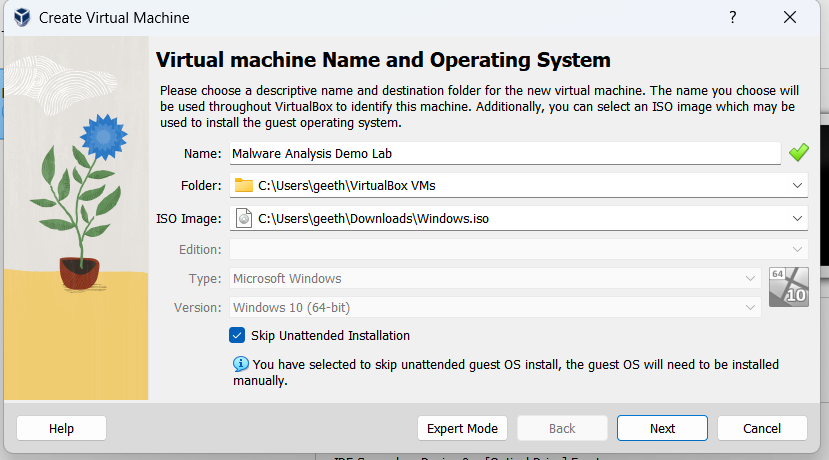 Create Virtual Machine
?
Virtual machine Name and Operating System
Please choose a descriptive name and destination folder for the new virtual machine. The name you choose will
be used throughout VirtualBox to identify this machine. Additionally, you can select an ISO image which may be
used to install the guest operating system.
Name: Malware Analysis Demo Lab
Folder: C:\Users\geeth\VirtualBox VMs
ISO Image: C:\Users\geeth\Downloads\Windows.iso
Edition:
Type: Microsoft Windows
64
10
Version: Windows 10 (64-bit)
Skip Unattended Installation
You have selected to skip unattended guest OS install, the guest OS will need to be installed
manually.
Help Expert Mode Back Next Cancel